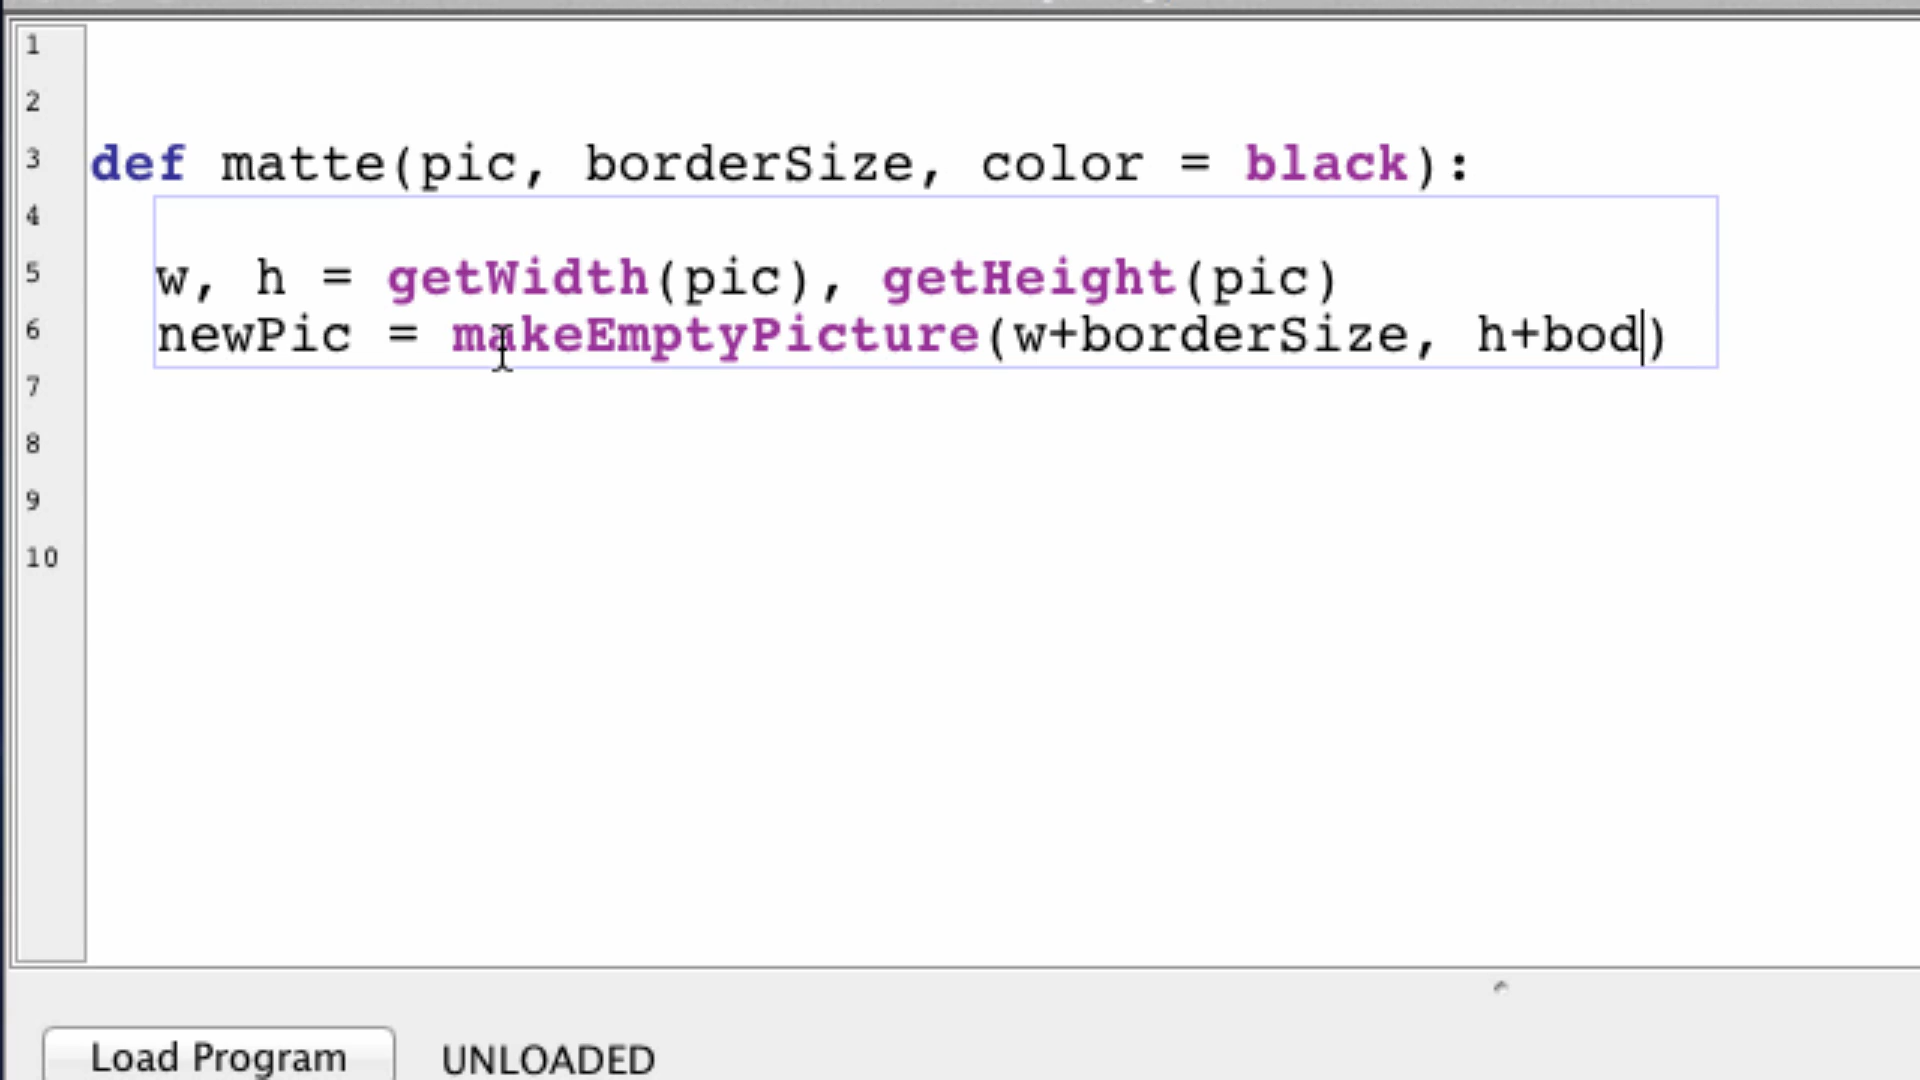 1
2
3 def matte(pic, borderSize, color = black):
4
5 w, h = getWidth(pic), getHeight(pic)
6 newPic = makeEmptyPicture(w+borderSize, h+bod)
7
8
9
10
Load Program UNLOADED